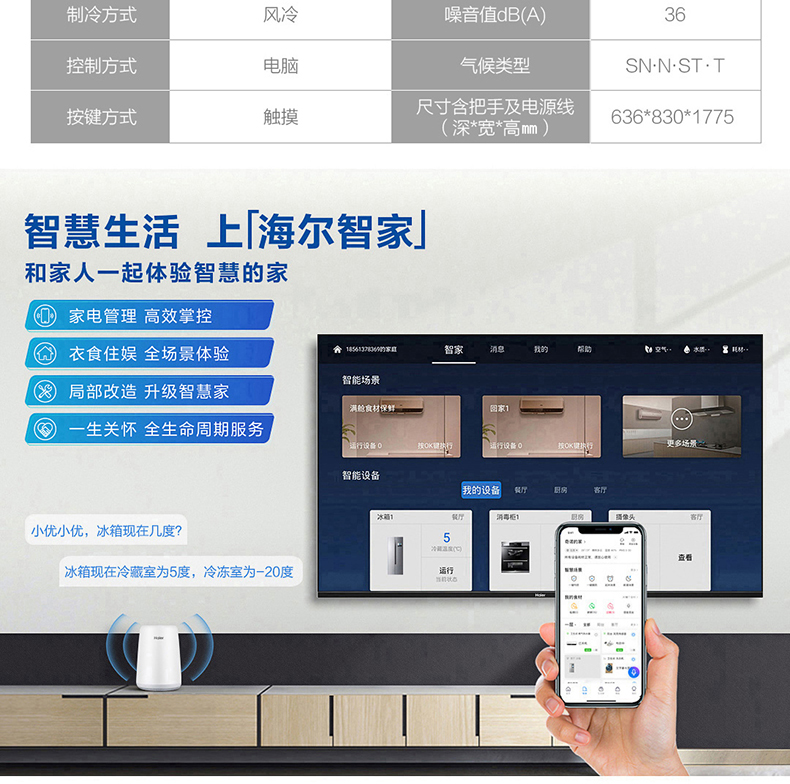 制冷方式 风冷 噪音值dB(A) 36
控制方式 电脑 气候类型 SN·N·ST·T
按键方式 触摸 尺寸含把手及电源线
(深*宽*高㎜) 636*830*1775
智慧生活 上「海尔智家」
和家人一起体验智慧的家
家电管理 高效掌控
衣食住娱 全场景体验
局部改造 升级智慧家
一生关怀 全生命周期服务
18561378369的家庭 智家 消息 我的 帮助 空气-- 水质-- 耗材--
智能场景
满舱食材保鲜 回家1
运行设备 0 按OK键执行 运行设备 0 按OK键执行 更多场景
智能设备
我的设备 餐厅 厨房 客厅
冰箱1 餐厅 消毒柜1 厨房 摄像头 客厅
5
冷藏温度(℃)
查看
运行
当前状态
Haier
小优小优，冰箱现在几度?
冰箱现在冷藏室为5度，冷冻室为-20度
Haier
智慧场景
我的食材